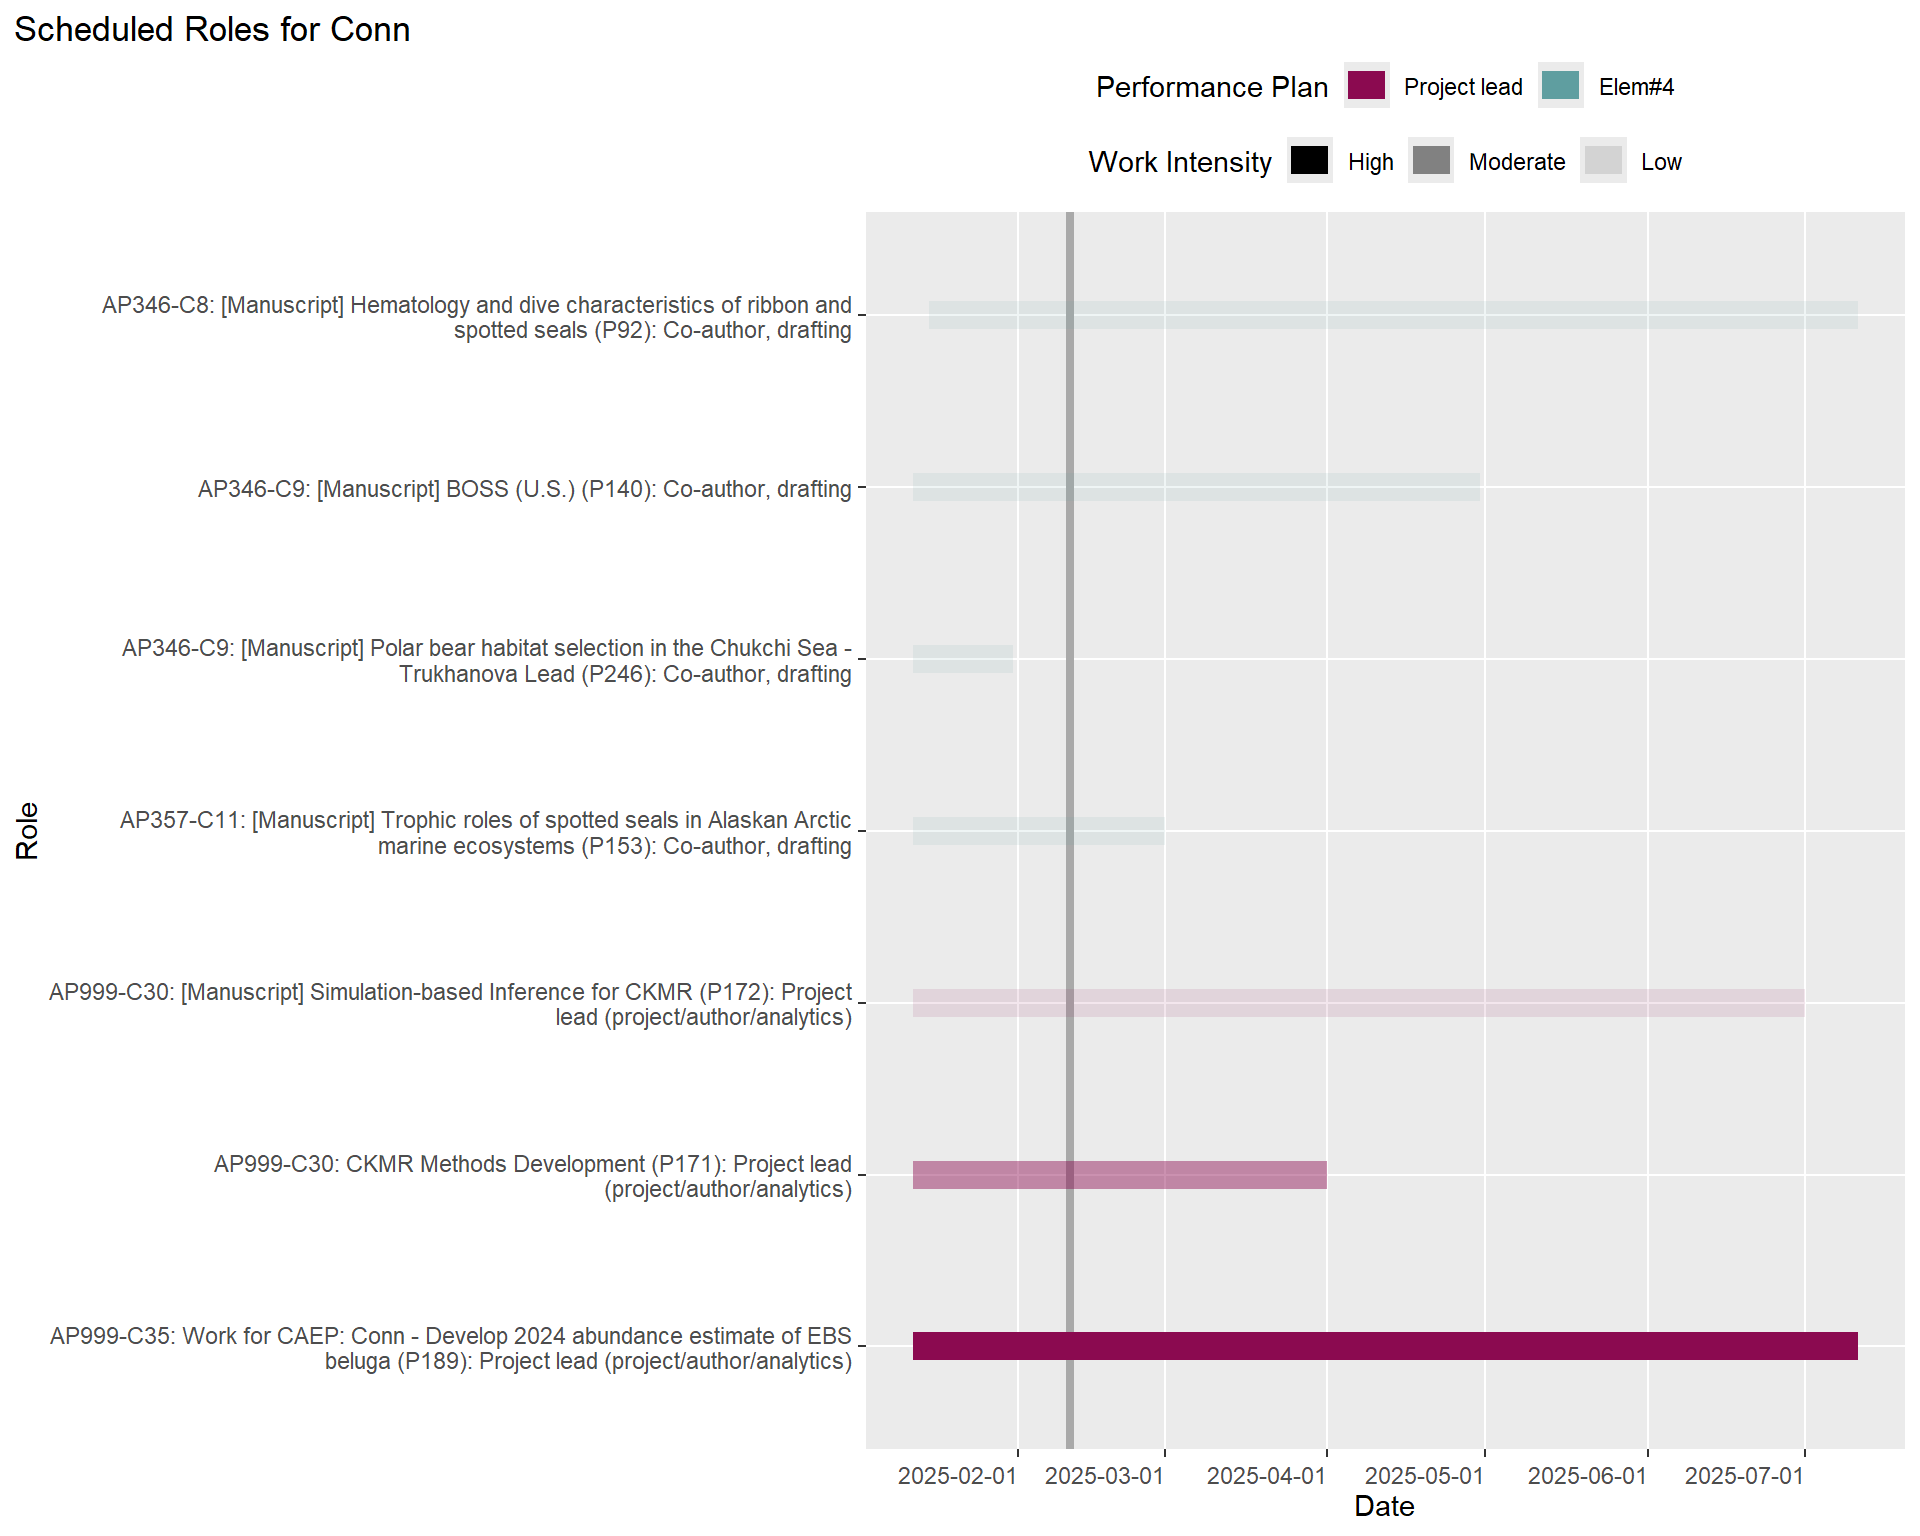 Scheduled Roles for Conn
Performance Plan Project lead Elem#4
Work Intensity High Moderate Low
AP346-C8: [Manuscript] Hematology and dive characteristics of ribbon and
spotted seals (P92): Co-author, drafting
AP346-C9: [Manuscript] BOSS (U.S.) (P140): Co-author, drafting
AP346-C9: [Manuscript] Polar bear habitat selection in the Chukchi Sea -
Trukhanova Lead (P246): Co-author, drafting
AP357-C11: [Manuscript] Trophic roles of spotted seals in Alaskan Arctic
marine ecosystems (P153): Co-author, drafting
AP999-C30: [Manuscript] Simulation-based Inference for CKMR (P172): Project
lead (project/author/analytics)
AP999-C30: CKMR Methods Development (P171): Project lead
(project/author/analytics)
AP999-C35: Work for CAEP: Conn - Develop 2024 abundance estimate of EBS
beluga (P189): Project lead (project/author/analytics)
Role
2025-02-01 2025-03-01 2025-04-01 2025-05-01 2025-06-01 2025-07-01
Date